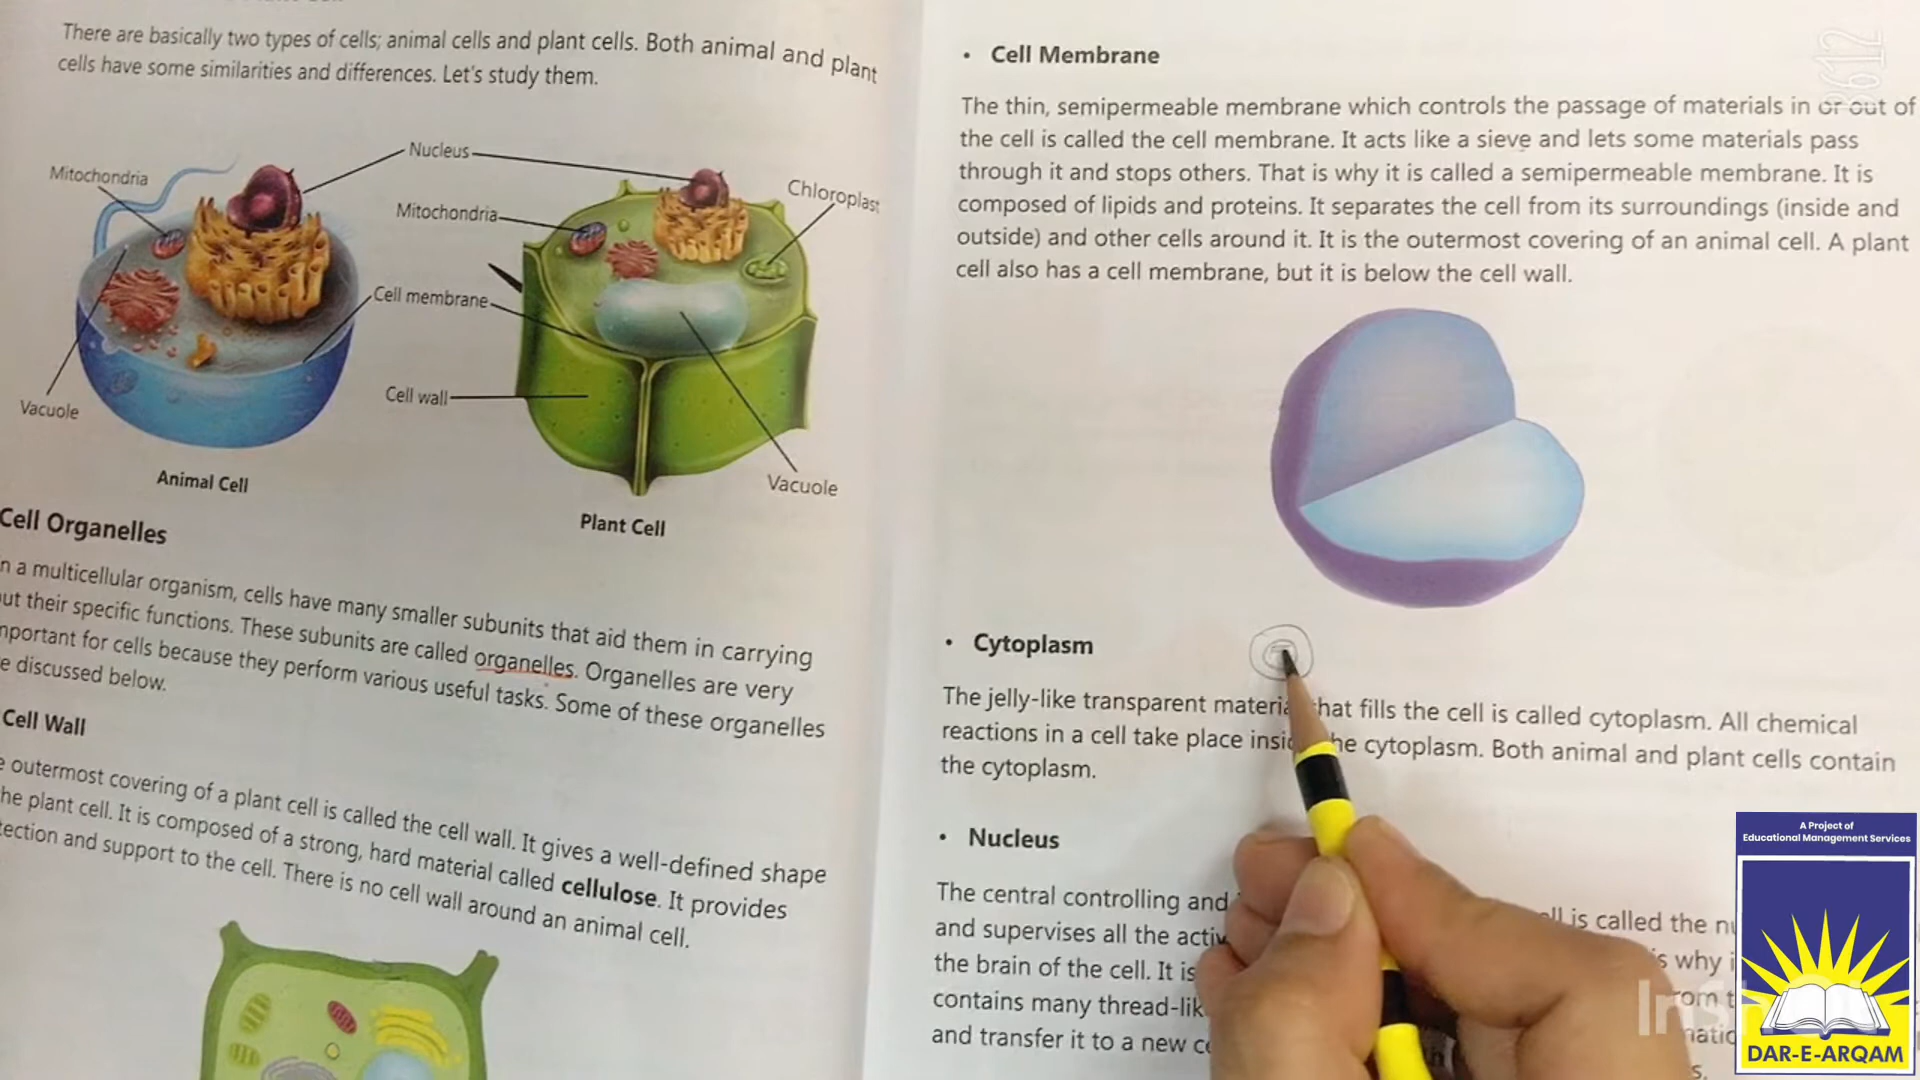 There are basically two types of cells; animal cells and plant cells. Both animal and plant
cells have some similarities and differences. Let's study them.
Nucleus
Mitochondria
Chloroplast
Mitochondria
Cell membrane
Cell wall
Vacuole
Vacuole
Animal Cell
Plant Cell
Cell Organelles
n a multicellular organism, cells have many smaller subunits that aid them in carrying
ut their specific functions. These subunits are called organelles. Organelles are very
mportant for cells because they perform various useful tasks. Some of these organelles
e discussed below.
Cell Wall
e outermost covering of a plant cell is called the cell wall. It gives a well-defined shape
he plant cell. It is composed of a strong, hard material called cellulose. It provides
tection and support to the cell. There is no cell wall around an animal cell.
• Cell Membrane
The thin, semipermeable membrane which controls the passage of materials in or out of
the cell is called the cell membrane. It acts like a sieve and lets some materials pass
through it and stops others. That is why it is called a semipermeable membrane. It is
composed of lipids and proteins. It separates the cell from its surroundings (inside and
outside) and other cells around it. It is the outermost covering of an animal cell. A plant
cell also has a cell membrane, but it is below the cell wall.
• Cytoplasm
The jelly-like transparent materia hat fills the cell is called cytoplasm. All chemical
reactions in a cell take place insi he cytoplasm. Both animal and plant cells contain
the cytoplasm.
• Nucleus
The central controlling and ll is called the nu
and supervises all the activ s why i
the brain of the cell. It is rom t
contains many thread-lik natio
and transfer it to a new ce s.
A Project of
Educational Management Services
DAR-E-ARQAM